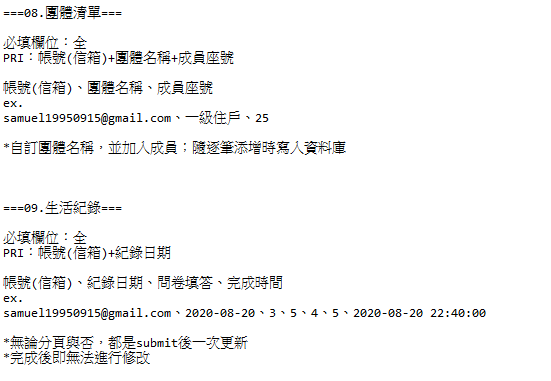 ===08.團體清單===
必填欄位：全
PRI：帳號(信箱)+團體名稱+成員座號
帳號(信箱)、團體名稱、成員座號
ex.
samuel19950915@gmail.com、一級住戶、25
*自訂團體名稱，並加入成員；隨逐筆添增時寫入資料庫
===09.生活紀錄===
必填欄位：全
PRI：帳號(信箱)+紀錄日期
帳號(信箱)、紀錄日期、問卷填答、完成時間
ex.
samuel19950915@gmail.com、2020-08-20、3、5、4、5、2020-08-20 22:40:00
*無論分頁與否，都是submit後一次更新
*完成後即無法進行修改